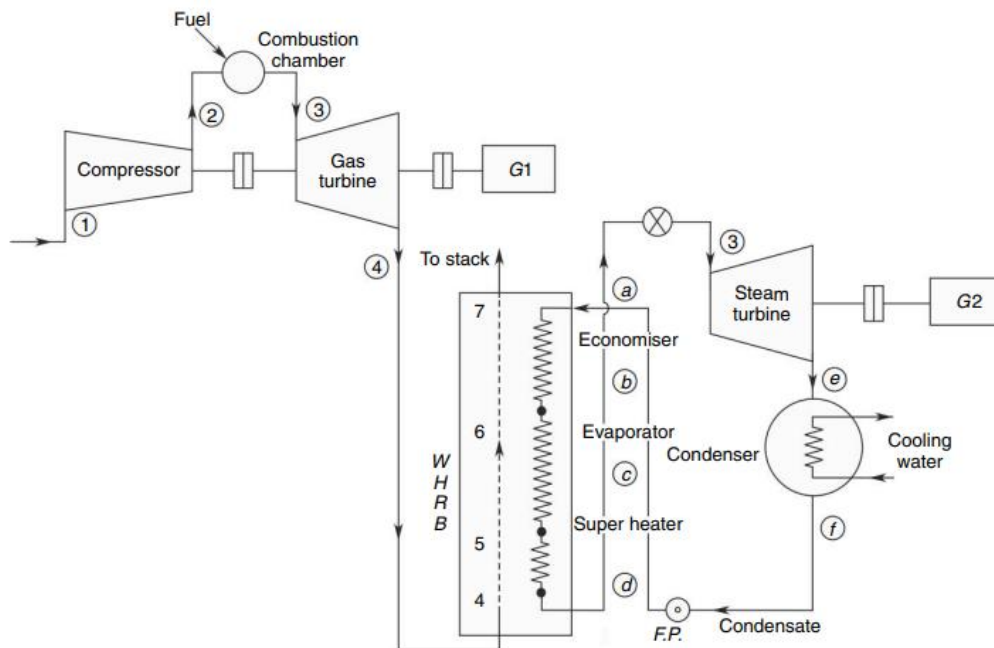 Fuel
Combustion
chamber
2
3
Compressor
Gas
turbine
G1
1
4
To stack
3
a
7
Steam
turbine
G2
Economiser
b
e
6
Evaporator
Condenser
Cooling
water
W
H
R
B
c
Super heater
f
5
d
4
F.P.
Condensate